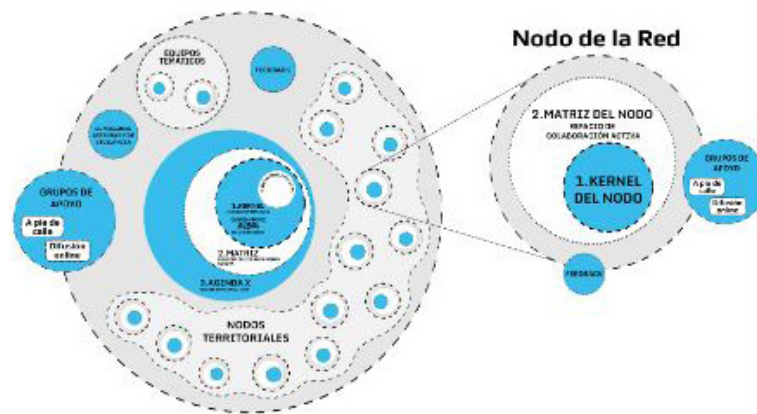 EQUIPOS
TEMÁTICOS
FEEDBACK
GRUPOS DE
APOYO
A pie de
calle
Difusión
online
1.KERNEL
2.MATRIZ
3.AGENDA X
NODOS
TERRITORIALES
Nodo de la Red
2.MATRIZ DEL NODO
ESPACIO DE
COLABORACIÓN ACTIVA
1.KERNEL
DEL NODO
GRUPOS DE
APOYO
A pie de
calle
Difusión
online
FEEDBACK